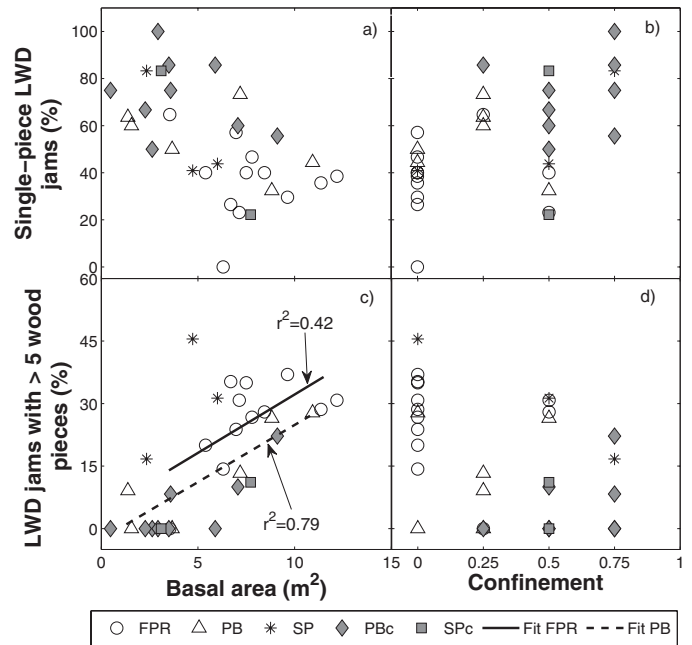 a)
b)
Single-piece LWD
jams (%)
100
80
60
40
20
0
c)
d)
LWD jams with > 5 wood
pieces (%)
60
45
30
15
0
r²=0.42
r²=0.79
0 5 10 15
Basal area (m²)
0 0.25 0.5 0.75 1
Confinement
FPR PB SP PBc SPc Fit FPR Fit PB